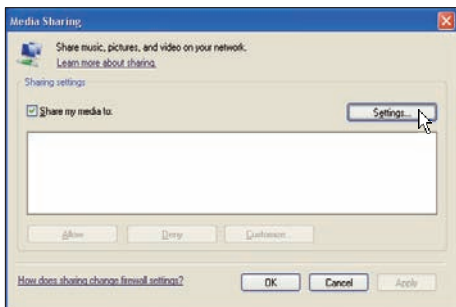 Media Sharing
Share music, pictures, and video on your network.
Learn more about sharing.
Sharing settings
Share my media to:
Settings...
Allow
Deny
Customize...
How does sharing change firewall settings?
OK
Cancel
Apply